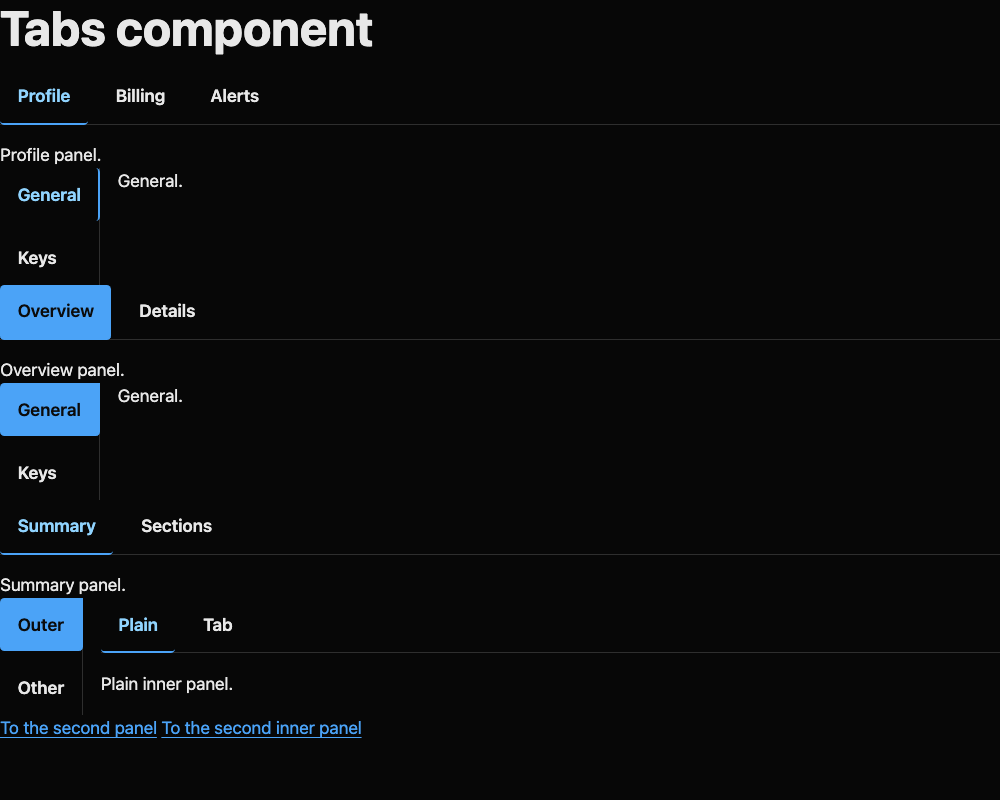 Tabs component
Profile Billing Alerts
Profile panel.
General General.
Keys
Overview Details
Overview panel.
General General.
Keys
Summary Sections
Summary panel.
Outer Plain Tab
Other Plain inner panel.
To the second panel To the second inner panel